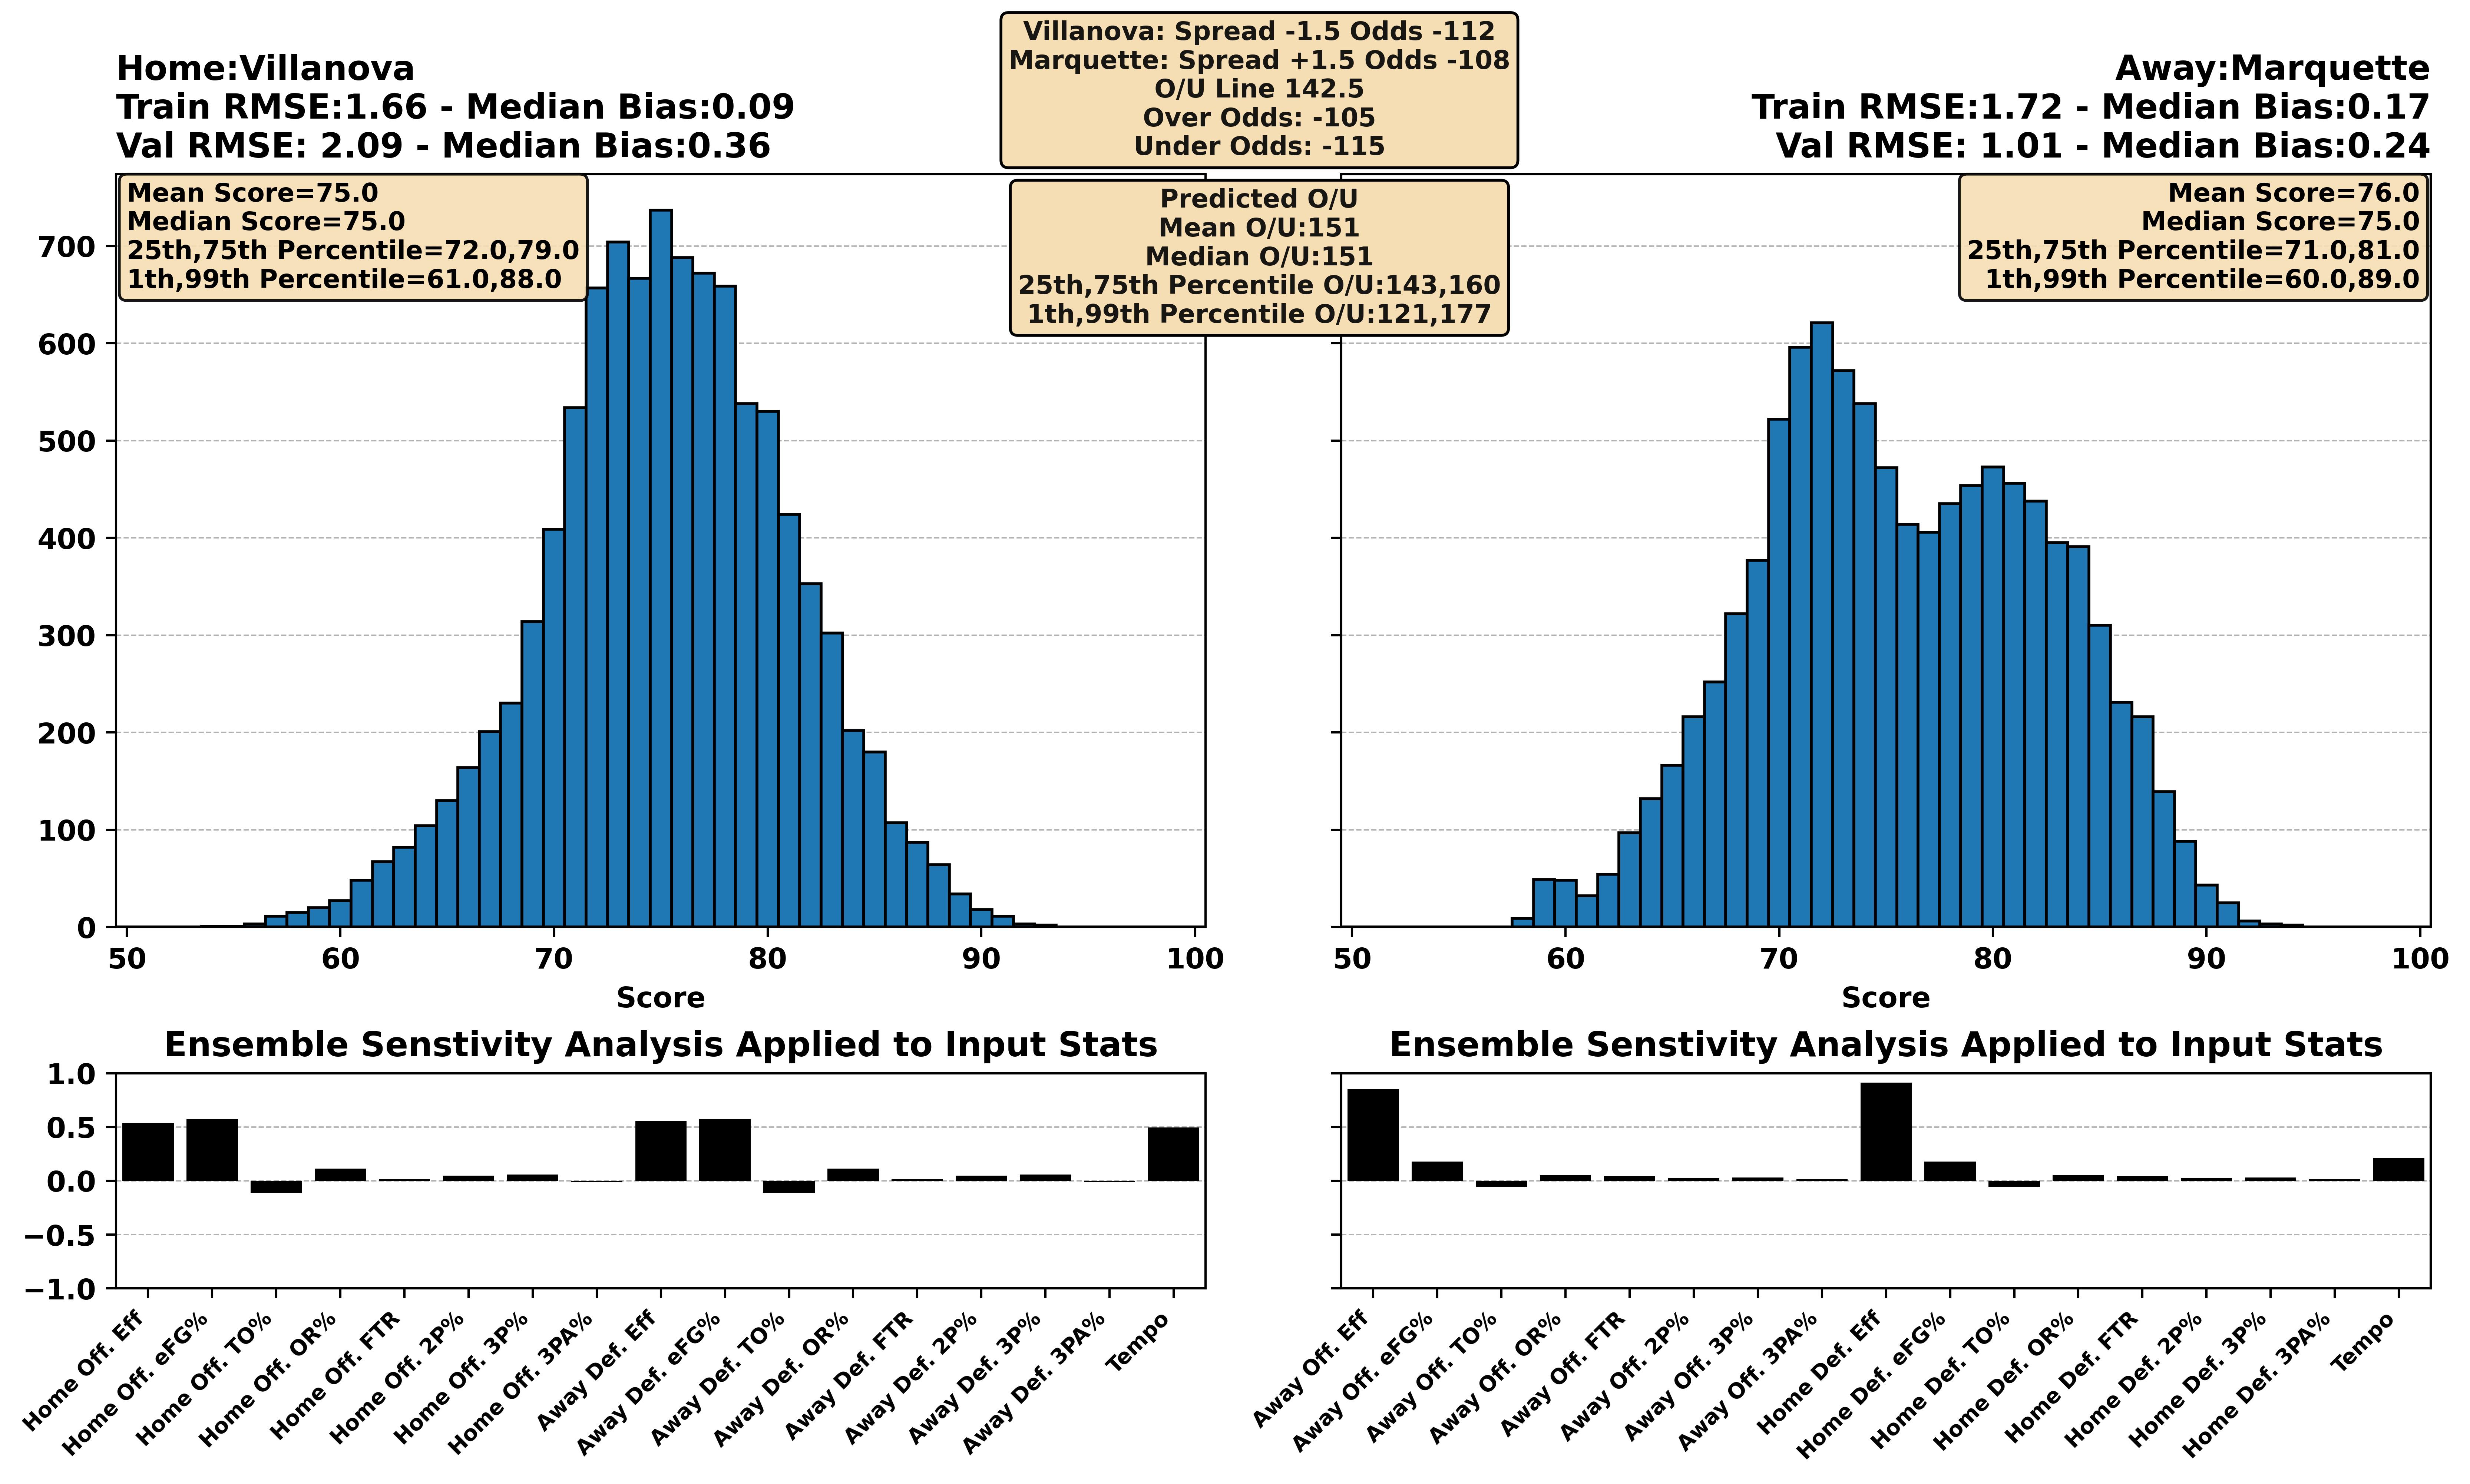 Villanova: Spread -1.5 Odds -112
Marquette: Spread +1.5 Odds -108
O/U Line 142.5
Over Odds: -105
Under Odds: -115
Home:Villanova
Train RMSE:1.66 - Median Bias:0.09
Val RMSE: 2.09 - Median Bias:0.36
Away:Marquette
Train RMSE:1.72 - Median Bias:0.17
Val RMSE: 1.01 - Median Bias:0.24
Mean Score=75.0
Median Score=75.0
25th,75th Percentile=72.0,79.0
1th,99th Percentile=61.0,88.0
Predicted O/U
Mean O/U:151
Median O/U:151
25th,75th Percentile O/U:143,160
1th,99th Percentile O/U:121,177
Mean Score=76.0
Median Score=75.0
25th,75th Percentile=71.0,81.0
1th,99th Percentile=60.0,89.0
700
600
500
400
300
200
100
0
50 60 70 80 90 100
Score
50 60 70 80 90 100
Score
Ensemble Senstivity Analysis Applied to Input Stats
Ensemble Senstivity Analysis Applied to Input Stats
1.0
0.5
0.0
−0.5
−1.0
Home Off. Eff
Home Off. eFG%
Home Off. TO%
Home Off. OR%
Home Off. FTR
Home Off. 2P%
Home Off. 3P%
Home Off. 3PA%
Away Def. Eff
Away Def. eFG%
Away Def. TO%
Away Def. OR%
Away Def. FTR
Away Def. 2P%
Away Def. 3P%
Away Def. 3PA%
Tempo
Away Off. Eff
Away Off. eFG%
Away Off. TO%
Away Off. OR%
Away Off. FTR
Away Off. 2P%
Away Off. 3P%
Away Off. 3PA%
Home Def. Eff
Home Def. eFG%
Home Def. TO%
Home Def. OR%
Home Def. FTR
Home Def. 2P%
Home Def. 3P%
Home Def. 3PA%
Tempo